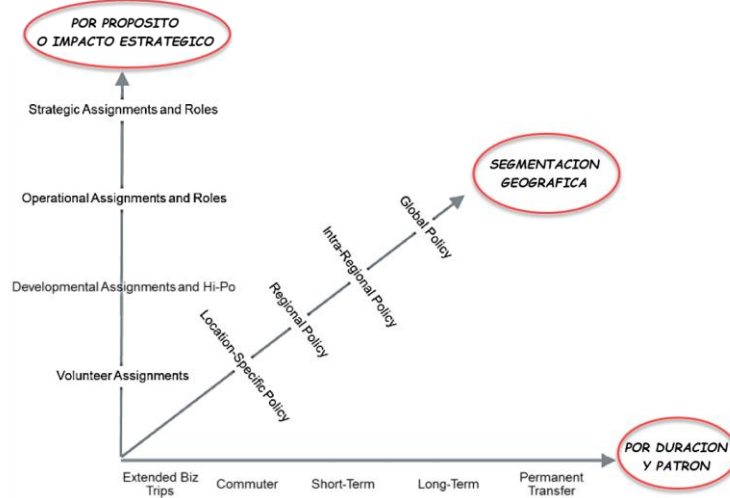 POR PROPOSITO
O IMPACTO ESTRATEGICO
Strategic Assignments and Roles
SEGMENTACION
GEOGRAFICA
Operational Assignments and Roles
Global Policy
Intra-Regional Policy
Developmental Assignments and Hi-Po
Regional Policy
Location-Specific Policy
Volunteer Assignments
POR DURACION
Y PATRON
Extended Biz
Trips
Commuter
Short-Term
Long-Term
Permanent
Transfer